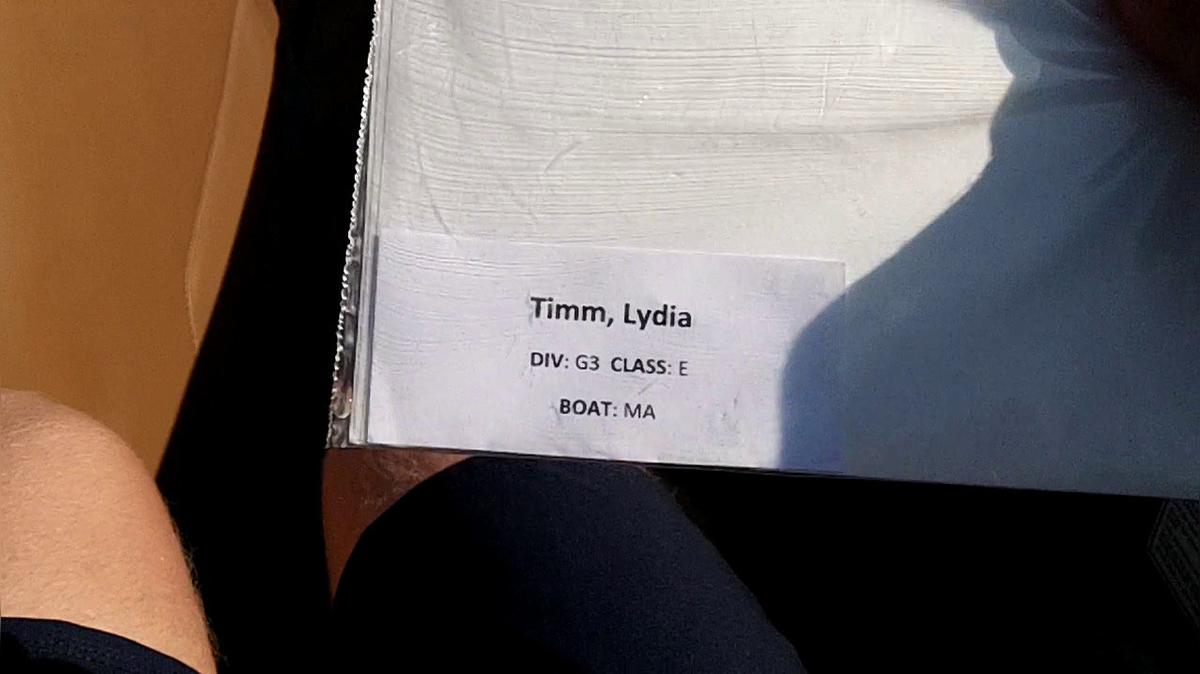 Timm, Lydia
DIV: G3 CLASS: E
BOAT: MA